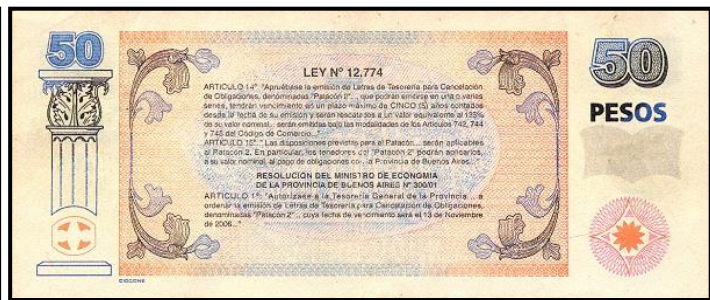 50
50
PESOS
LEY Nº 12.774
ARTICULO 14º: "Apruébase la emisión de Letras de Tesorería para Cancelación
de Obligaciones, denominadas "Patacón 2"... que podrán emitirse en una o varias
series, tendrán vencimiento en un plazo máximo de CINCO (5) años contados
desde la fecha de su emisión y serán rescatados a un valor equivalente al 135%
de su valor nominal... serán emitidas bajo las modalidades de los Artículos 742, 744
y 745 del Código de Comercio..."
ARTICULO 15º: "Las disposiciones previstas para el Patacón... serán aplicables
al Patacón 2. En particular, los tenedores del "Patacón 2" podrán aplicarlos,
a su valor nominal, al pago de obligaciones con la Provincia de Buenos Aires..."
RESOLUCION DEL MINISTRO DE ECONOMIA
DE LA PROVINCIA DE BUENOS AIRES Nº 300/01
ARTICULO 1º: "Autorízase a la Tesorería General de la Provincia... a
ordenar la emisión de Letras de Tesorería para Cancelación de Obligaciones,
denominadas "Patacón 2"... cuya fecha de vencimiento será el 13 de Noviembre
de 2006..."
CICCONE